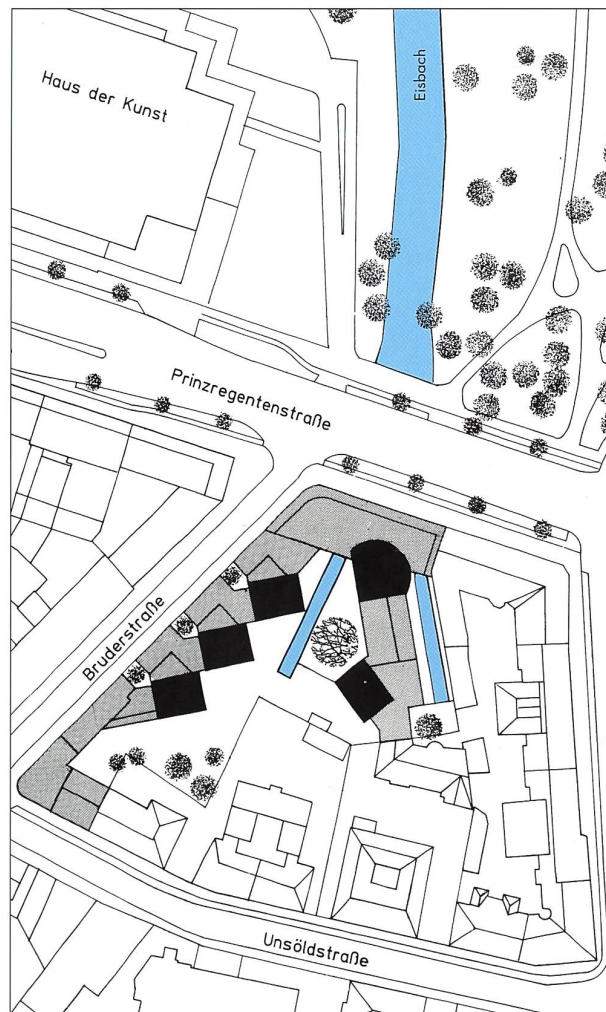 Haus der Kunst
Eisbach
Prinzregentenstraße
Bruderstraße
Unsöldstraße